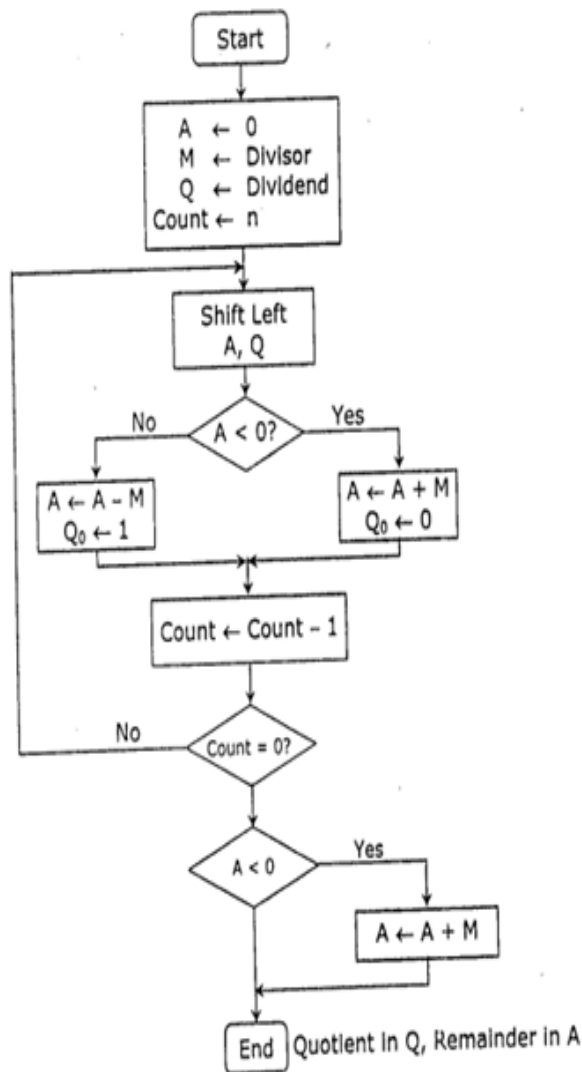 Start
A ← 0
M ← Divisor
Q ← Dividend
Count ← n
Shift Left
A, Q
No
A < 0?
Yes
A ← A – M
Q₀ ← 1
A ← A + M
Q₀ ← 0
Count ← Count – 1
No
Count = 0?
A < 0
Yes
A ← A + M
End
Quotient in Q, Remainder in A